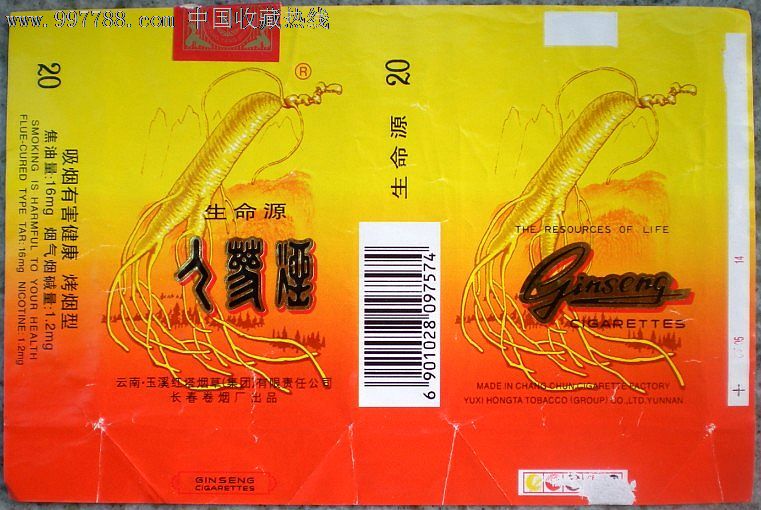 www.997788.com 中国收藏热线
20
吸烟有害健康 烤烟型
焦油量:16mg 烟气烟碱量:1.2mg
SMOKING IS HARMFUL TO YOUR HEALTH
FLUE-CURED TYPE TAR:16mg NICOTINE:1.2mg
®
生命源
人参烟
云南·玉溪红塔烟草(集团)有限责任公司
长春卷烟厂出品
GINSENG
CIGARETTES
20
生命源
6 901028 097574
THE RESOURCES OF LIFE
Ginseng
CIGARETTES
MADE IN CHANG CHUN CIGARETTE FACTORY
YUXI HONGTA TOBACCO (GROUP) CO.,LTD.YUNNAN
14